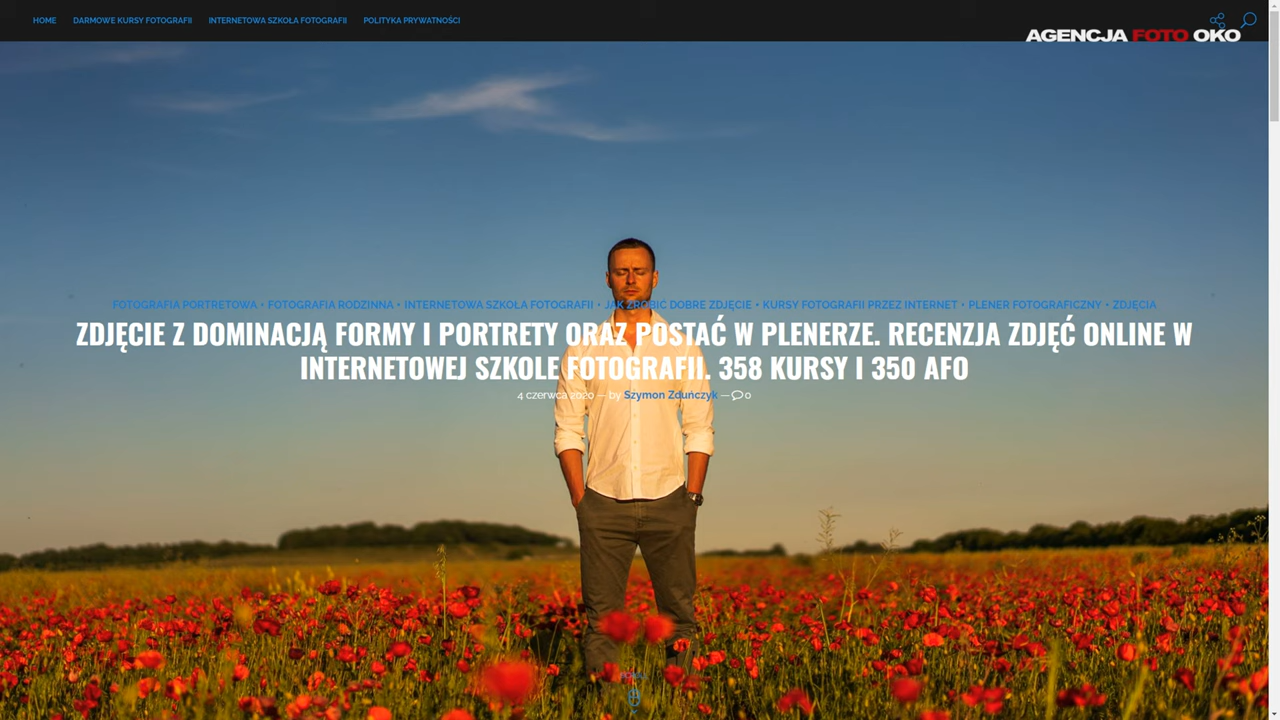 HOME DARMOWE KURSY FOTOGRAFII INTERNETOWA SZKOŁA FOTOGRAFII POLITYKA PRYWATNOŚCI
AGENCJA FOTO OKO
FOTOGRAFIA PORTRETOWA • FOTOGRAFIA RODZINNA • INTERNETOWA SZKOŁA FOTOGRAFII • JAK ZROBIĆ DOBRE ZDJĘCIE • KURSY FOTOGRAFII PRZEZ INTERNET • PLENER FOTOGRAFICZNY • ZDJĘCIA
ZDJĘCIE Z DOMINACJĄ FORMY I PORTRETY ORAZ POSTAĆ W PLENERZE. RECENZJA ZDJĘĆ ONLINE W
INTERNETOWEJ SZKOLE FOTOGRAFII. 358 KURSY I 350 AFO
4 czerwca 2020 — by Szymon Zduńczyk — 0